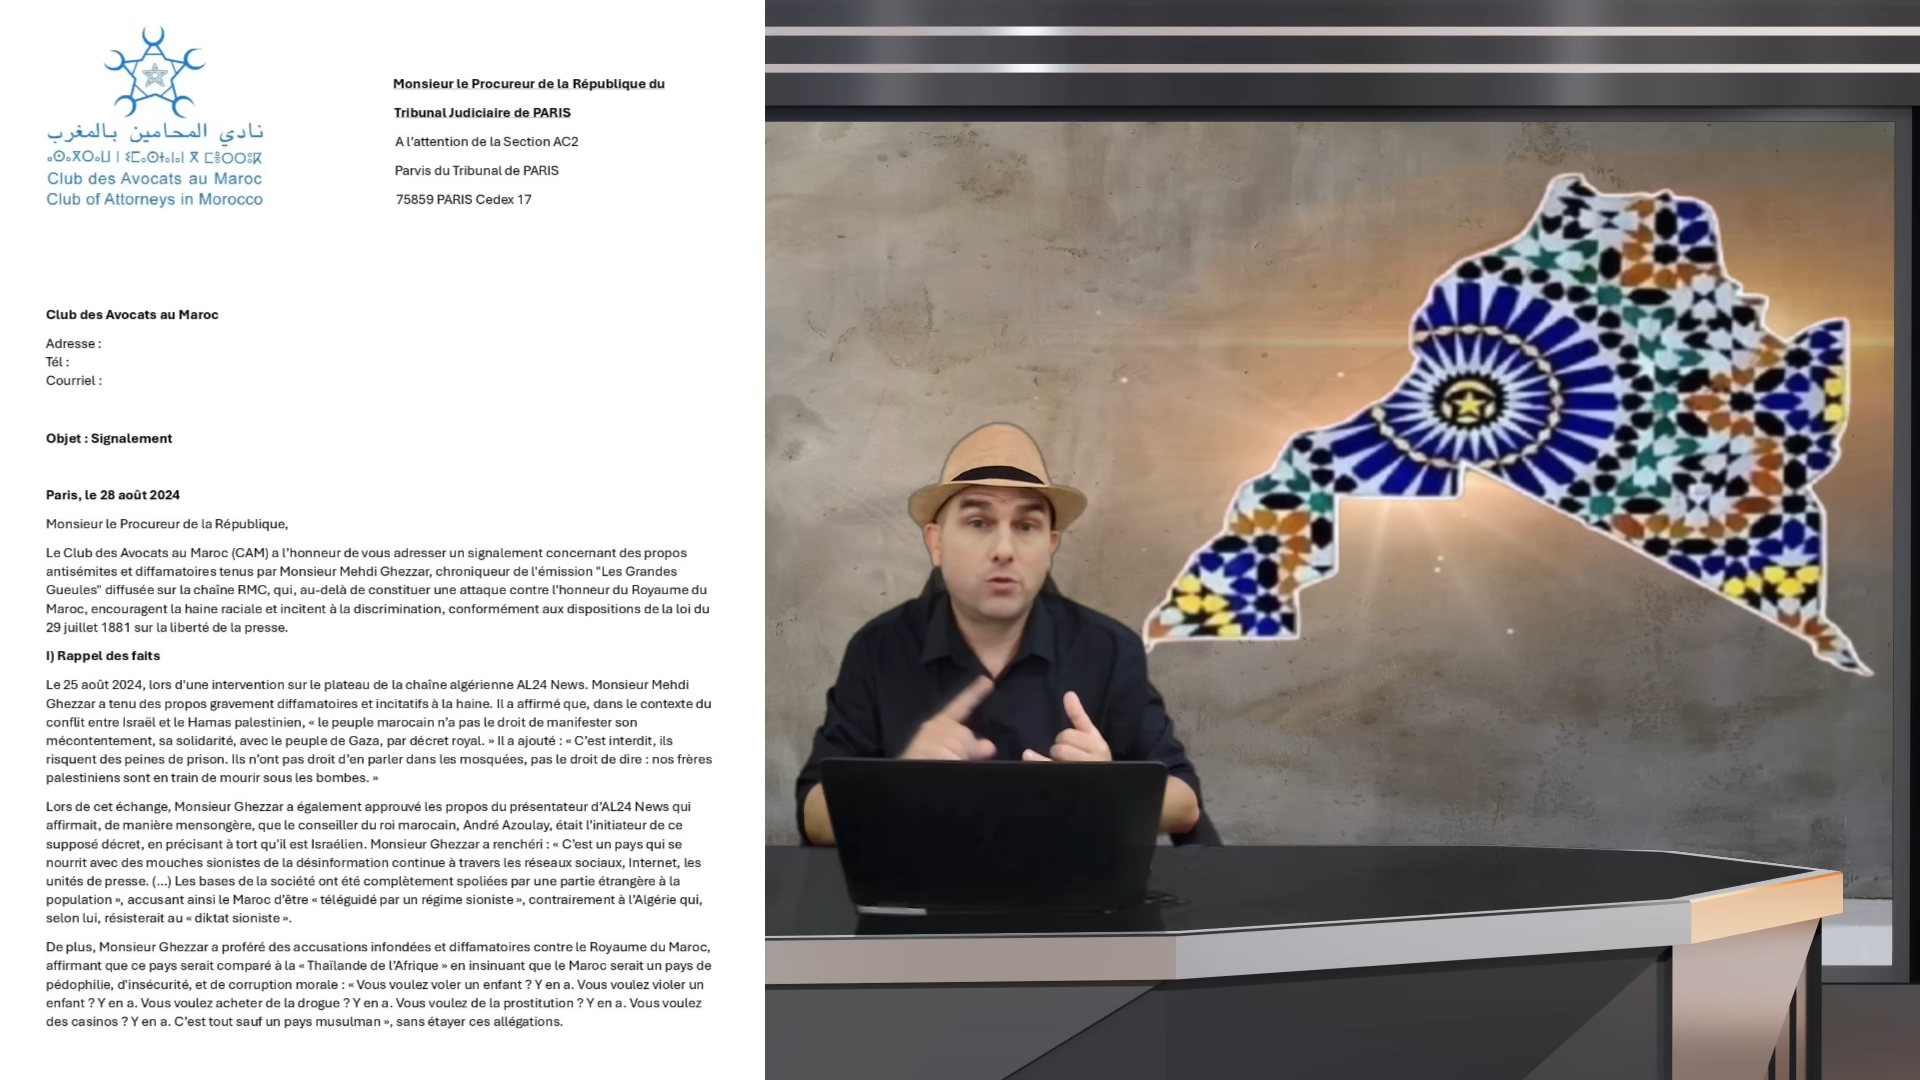 نادي المحامين بالمغرب
Club des Avocats au Maroc
Club of Attorneys in Morocco
Monsieur le Procureur de la République du
Tribunal Judiciaire de PARIS
A l'attention de la Section AC2
Parvis du Tribunal de PARIS
75859 PARIS Cedex 17
Club des Avocats au Maroc
Adresse :
Tél :
Courriel :
Objet : Signalement
Paris, le 28 août 2024
Monsieur le Procureur de la République,
Le Club des Avocats au Maroc (CAM) a l'honneur de vous adresser un signalement concernant des propos
antisémites et diffamatoires tenus par Monsieur Mehdi Ghezzar, chroniqueur de l'émission "Les Grandes
Gueules" diffusée sur la chaîne RMC, qui, au-delà de constituer une attaque contre l'honneur du Royaume du
Maroc, encouragent la haine raciale et incitent à la discrimination, conformément aux dispositions de la loi du
29 juillet 1881 sur la liberté de la presse.
I) Rappel des faits
Le 25 août 2024, lors d'une intervention sur le plateau de la chaîne algérienne AL24 News. Monsieur Mehdi
Ghezzar a tenu des propos gravement diffamatoires et incitatifs à la haine. Il a affirmé que, dans le contexte du
conflit entre Israël et le Hamas palestinien, « le peuple marocain n'a pas le droit de manifester son
mécontentement, sa solidarité, avec le peuple de Gaza, par décret royal. » Il a ajouté : « C'est interdit, ils
risquent des peines de prison. Ils n'ont pas droit d'en parler dans les mosquées, pas le droit de dire : nos frères
palestiniens sont en train de mourir sous les bombes. »
Lors de cet échange, Monsieur Ghezzar a également approuvé les propos du présentateur d'AL24 News qui
affirmait, de manière mensongère, que le conseiller du roi marocain, André Azoulay, était l'initiateur de ce
supposé décret, en précisant à tort qu'il est Israélien. Monsieur Ghezzar a renchéri : « C'est un pays qui se
nourrit avec des mouches sionistes de la désinformation continue à travers les réseaux sociaux, Internet, les
unités de presse. (...) Les bases de la société ont été complètement spoliées par une partie étrangère à la
population », accusant ainsi le Maroc d'être « téléguidé par un régime sioniste », contrairement à l'Algérie qui,
selon lui, résisterait au « diktat sioniste ».
De plus, Monsieur Ghezzar a proféré des accusations infondées et diffamatoires contre le Royaume du Maroc,
affirmant que ce pays serait comparé à la « Thaïlande de l'Afrique » en insinuant que le Maroc serait un pays de
pédophilie, d'insécurité, et de corruption morale : « Vous voulez voler un enfant ? Y en a. Vous voulez violer un
enfant ? Y en a. Vous voulez acheter de la drogue ? Y en a. Vous voulez de la prostitution ? Y en a. Vous voulez
des casinos ? Y en a. C'est tout sauf un pays musulman », sans étayer ces allégations.